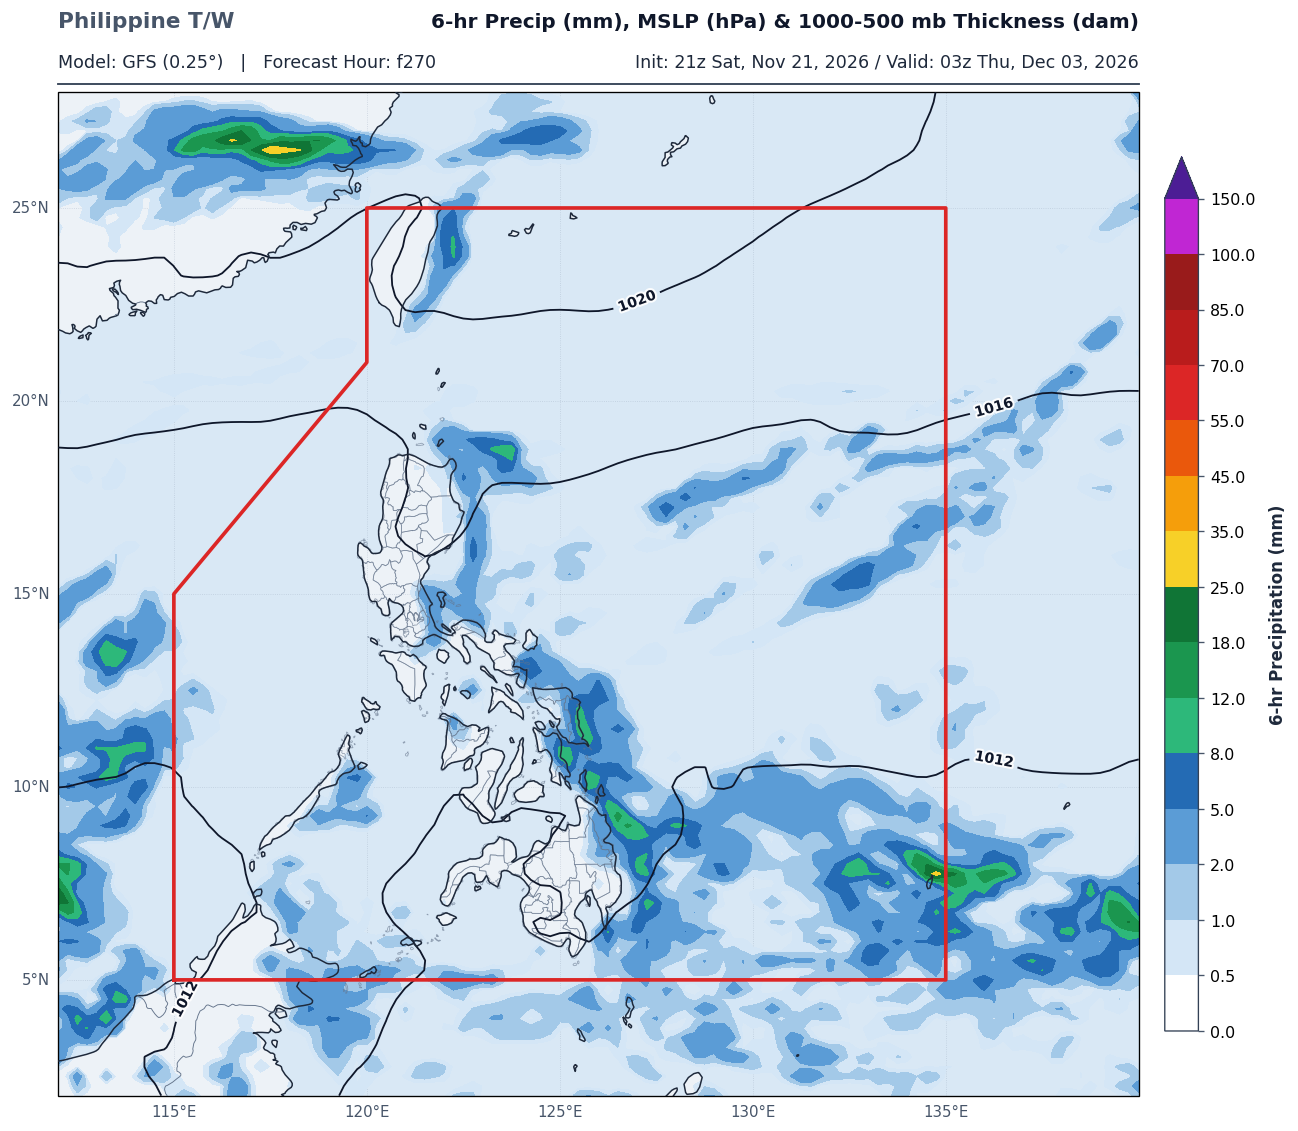 Philippine T/W
6-hr Precip (mm), MSLP (hPa) & 1000-500 mb Thickness (dam)
Model: GFS (0.25°) | Forecast Hour: f270
Init: 21z Sat, Nov 21, 2026 / Valid: 03z Thu, Dec 03, 2026
25°N
20°N
15°N
10°N
5°N
115°E
120°E
125°E
130°E
135°E
1020
1016
1012
1012
150.0
100.0
85.0
70.0
55.0
45.0
35.0
25.0
18.0
12.0
8.0
5.0
2.0
1.0
0.5
0.0
6-hr Precipitation (mm)